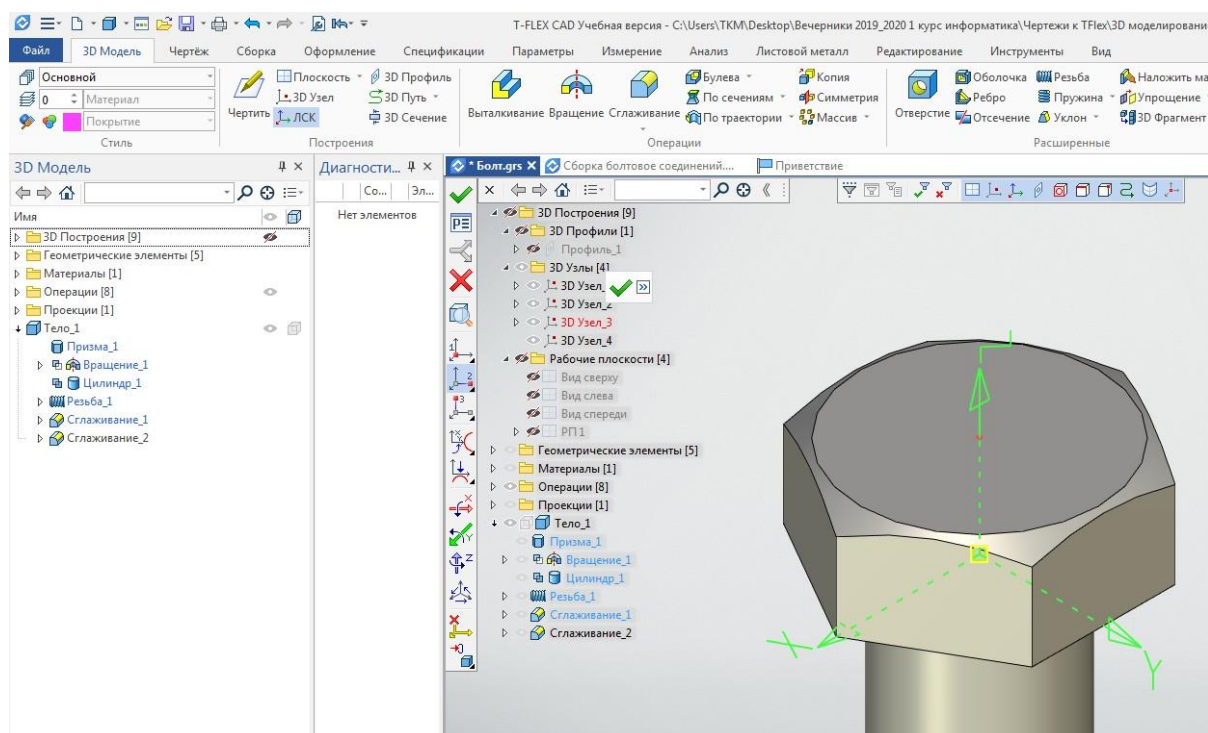 T-FLEX CAD Учебная версия - C:\Users\TKM\Desktop\Вечерники 2019_2020 1 курс информатика\Чертежи к TFlex\3D моделировани
Файл 3D Модель Чертёж Сборка Оформление Спецификации Параметры Измерение Анализ Листовой металл Редактирование Инструменты Вид
Основной
0 Материал
Покрытие
Стиль
Чертить
Плоскость
3D Профиль
3D Узел
3D Путь
ЛСК
3D Сечение
Построения
Выталкивание Вращение Сглаживание
Булева
Копия
По сечениям
Симметрия
По траектории
Массив
Операции
Отверстие
Оболочка
Резьба
Наложить ма
Ребро
Пружина
Упрощение
Отсечение
Уклон
3D Фрагмент
Расширенные
3D Модель
Имя
3D Построения [9]
Геометрические элементы [5]
Материалы [1]
Операции [8]
Проекции [1]
Тело_1
Призма_1
Вращение_1
Цилиндр_1
Резьба_1
Сглаживание_1
Сглаживание_2
Диагности...
Со... Эл...
Нет элементов
* Болт.grs X Сборка болтовое соединений.... Приветствие
3D Построения [9]
3D Профили [1]
Профиль_1
3D Узлы [4]
3D Узел_
3D Узел_2
3D Узел_3
3D Узел_4
Рабочие плоскости [4]
Вид сверху
Вид слева
Вид спереди
РП1
Геометрические элементы [5]
Материалы [1]
Операции [8]
Проекции [1]
Тело_1
Призма_1
Вращение_1
Цилиндр_1
Резьба_1
Сглаживание_1
Сглаживание_2
X
Y